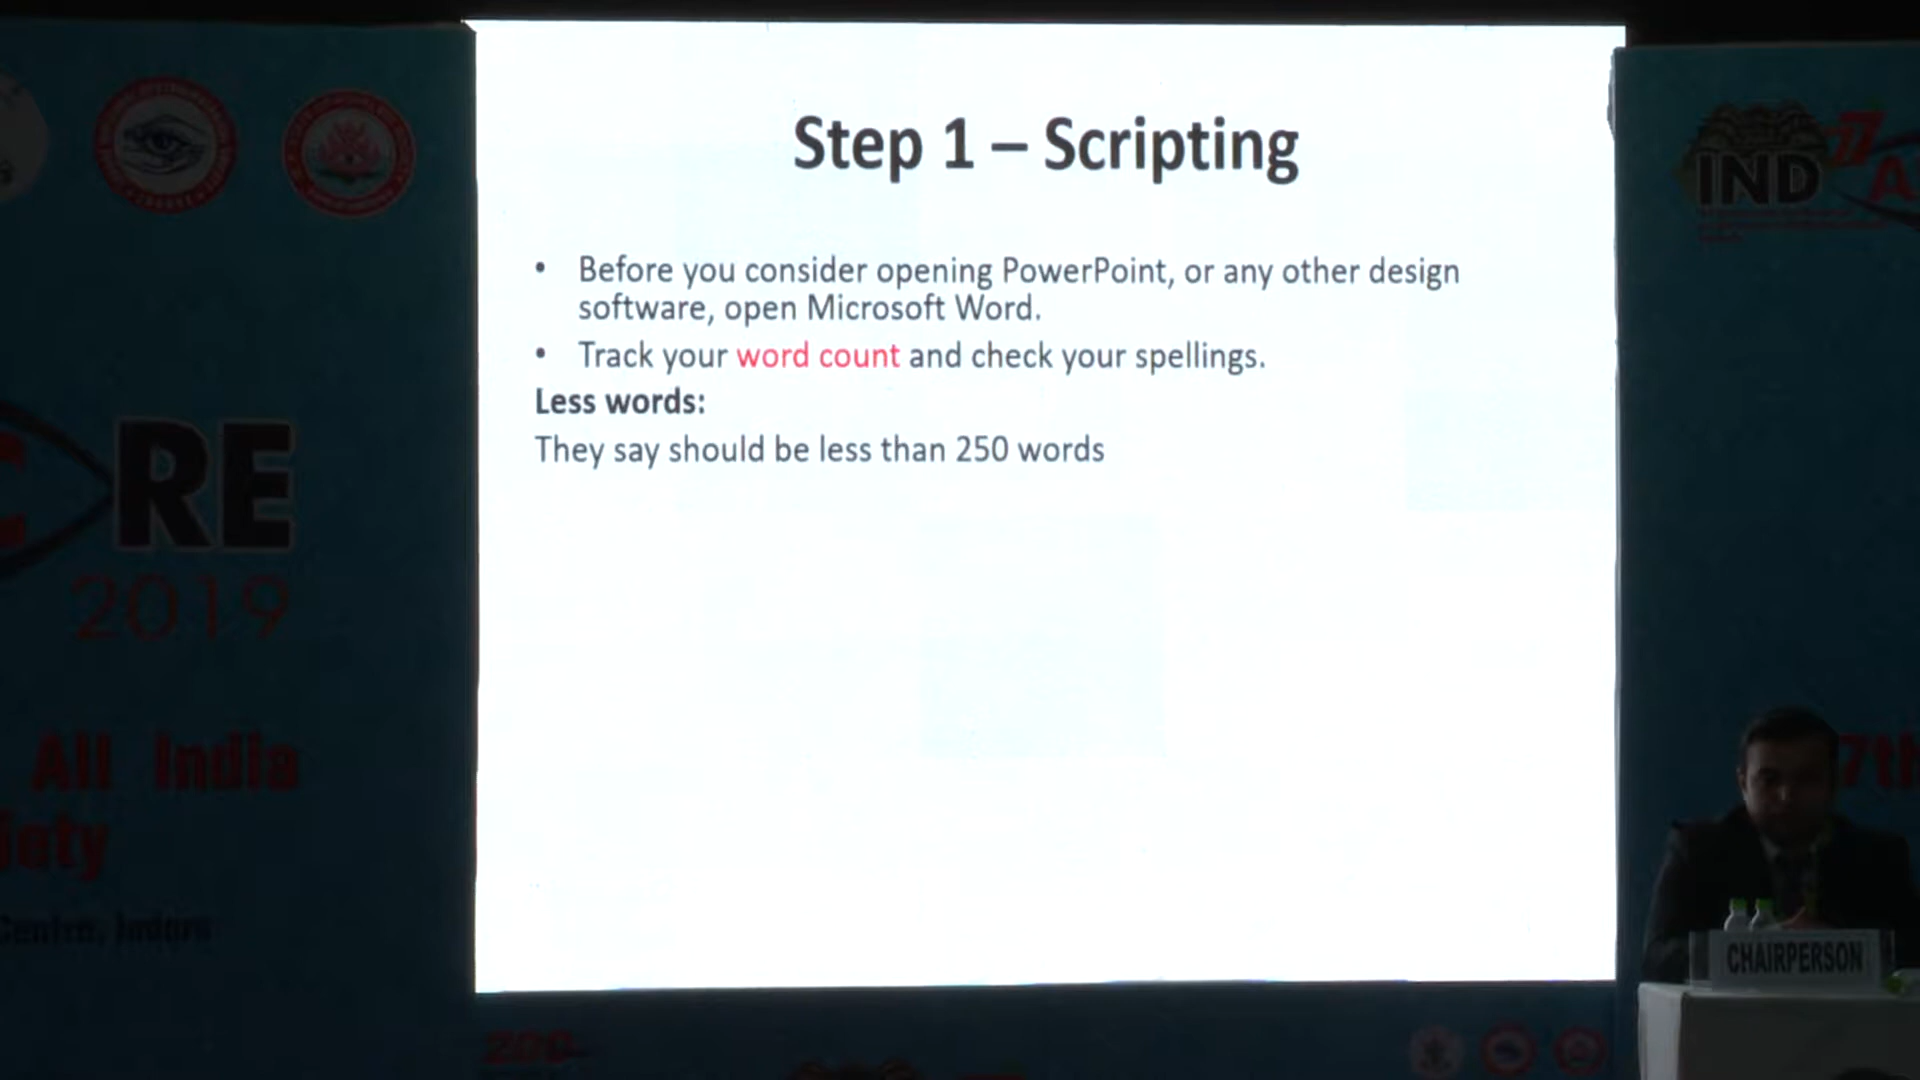 Step 1 – Scripting
• Before you consider opening PowerPoint, or any other design
software, open Microsoft Word.
• Track your word count and check your spellings.
Less words:
They say should be less than 250 words
RE
2019
All India
Centre, Indore
IND
CHAIRPERSON